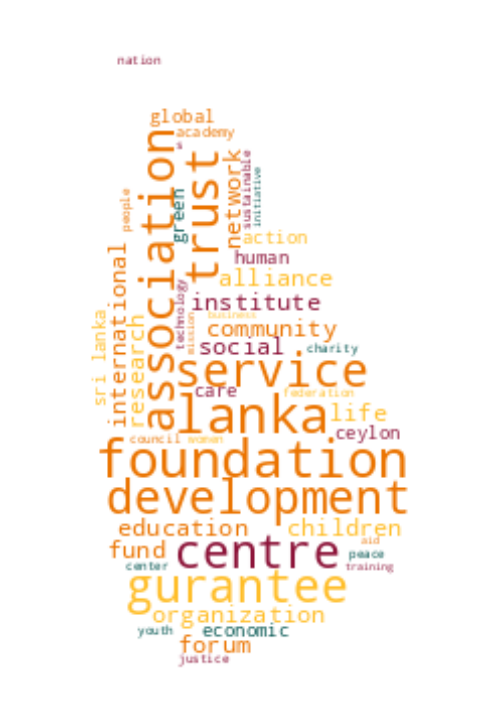 nation
global
academy
s
association
trust
network
sustainable
initiative
people
green
action
human
international
alliance
technology
institute
sri lanka
research
mission
business
community
social
charity
service
care
federation
lanka
life
ceylon
council
women
foundation
development
education
children
fund
centre
aid
peace
center
training
gurantee
organization
youth
economic
forum
justice